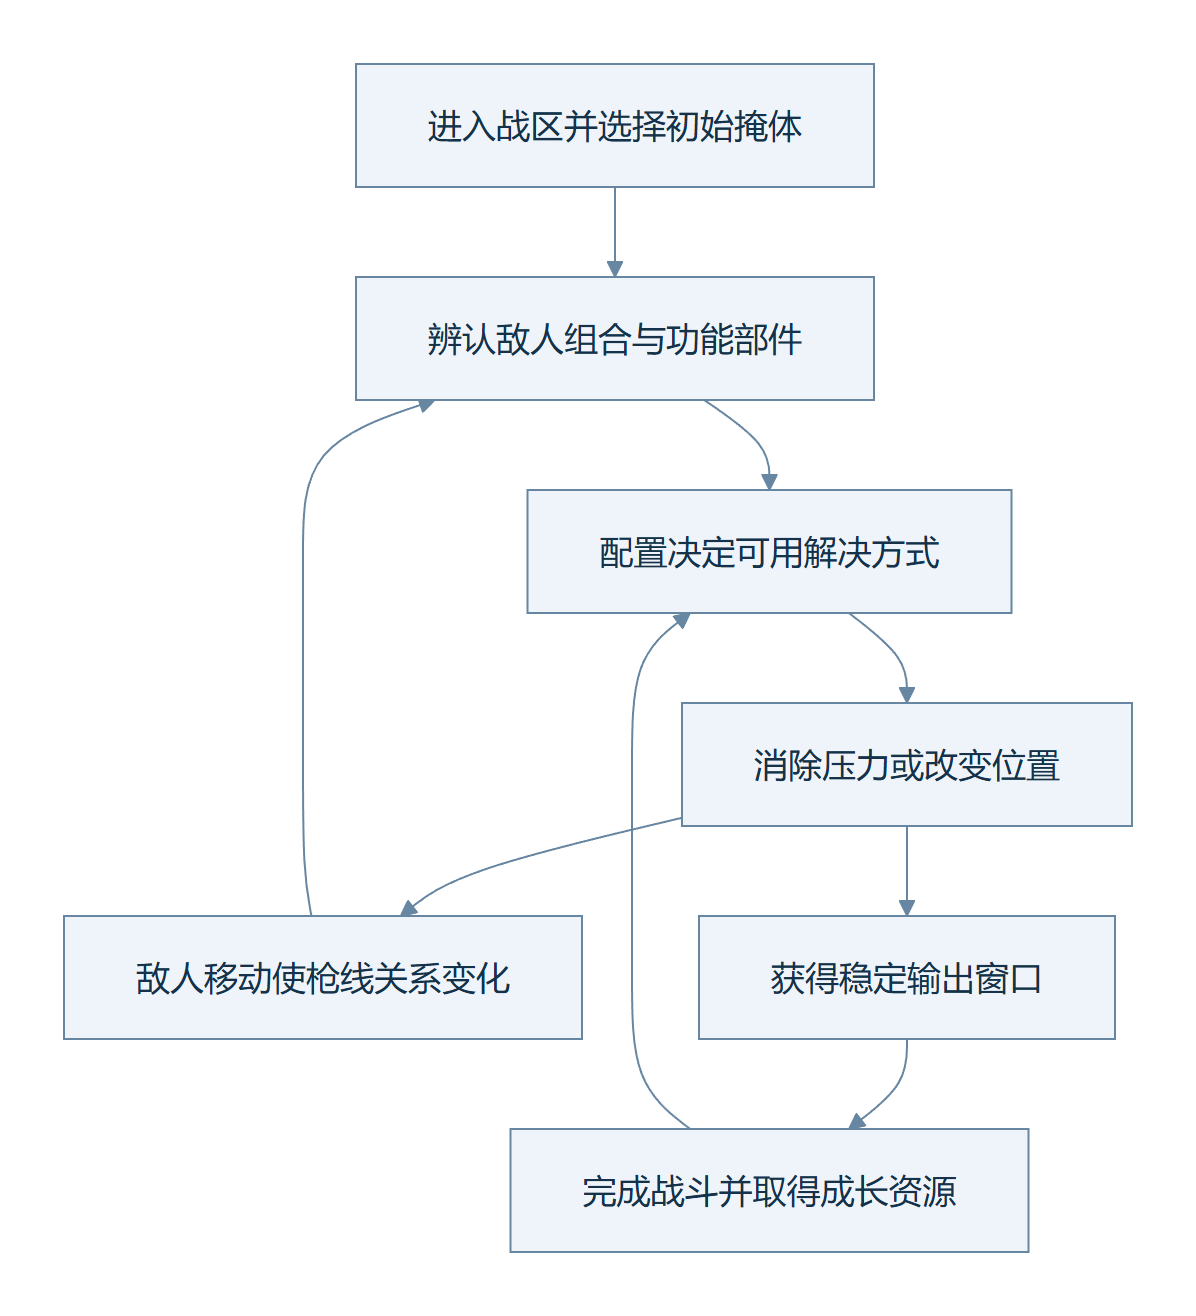 进入战区并选择初始掩体
辨认敌人组合与功能部件
配置决定可用解决方式
消除压力或改变位置
敌人移动使枪线关系变化
获得稳定输出窗口
完成战斗并取得成长资源